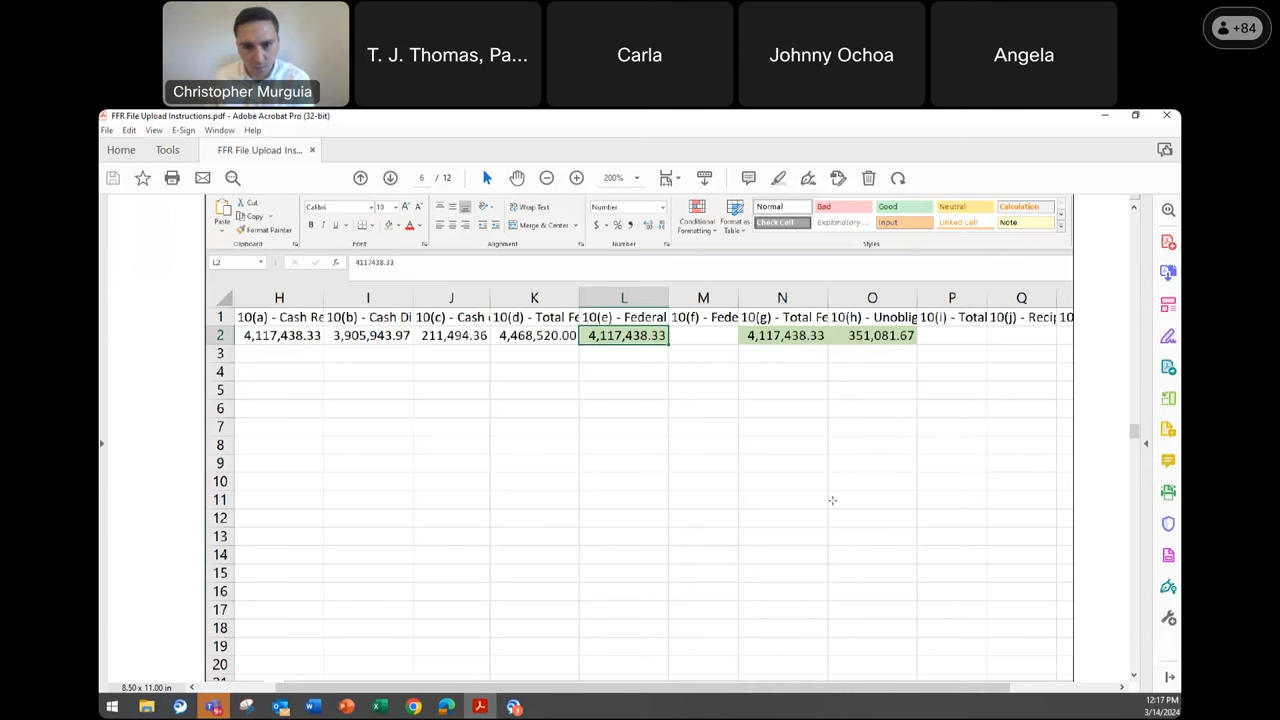 T. J. Thomas, Pa...
Carla
Johnny Ochoa
Angela
+84
Christopher Murguia
FFR File Upload Instructions.pdf - Adobe Acrobat Pro (32-bit)
File Edit View E-Sign Window Help
Home Tools FFR File Upload Ins... ×
6 / 12 200%
Cut
Copy
Format Painter
Paste
Clipboard
Calibri 10
B I U
Font
Wrap Text
Merge & Center
Alignment
Number
$ % ,
Number
Conditional Formatting
Format as Table
Normal Bad Good Neutral Calculation
Check Cell Explanatory ... Input Linked Cell Note
Styles
L2 fx 4117438.33
H I J K L M N O P Q
1 10(a) - Cash Re 10(b) - Cash Di 10(c) - Cash 10(d) - Total Fe 10(e) - Federal 10(f) - Fede 10(g) - Total Fe 10(h) - Unoblig 10(i) - Total 10(j) - Recip 10
2 4,117,438.33 3,905,943.97 211,494.36 4,468,520.00 4,117,438.33 4,117,438.33 351,081.67
3
4
5
6
7
8
9
10
11
12
13
14
15
16
17
18
19
20
8.50 x 11.00 in
12:17 PM
3/14/2024